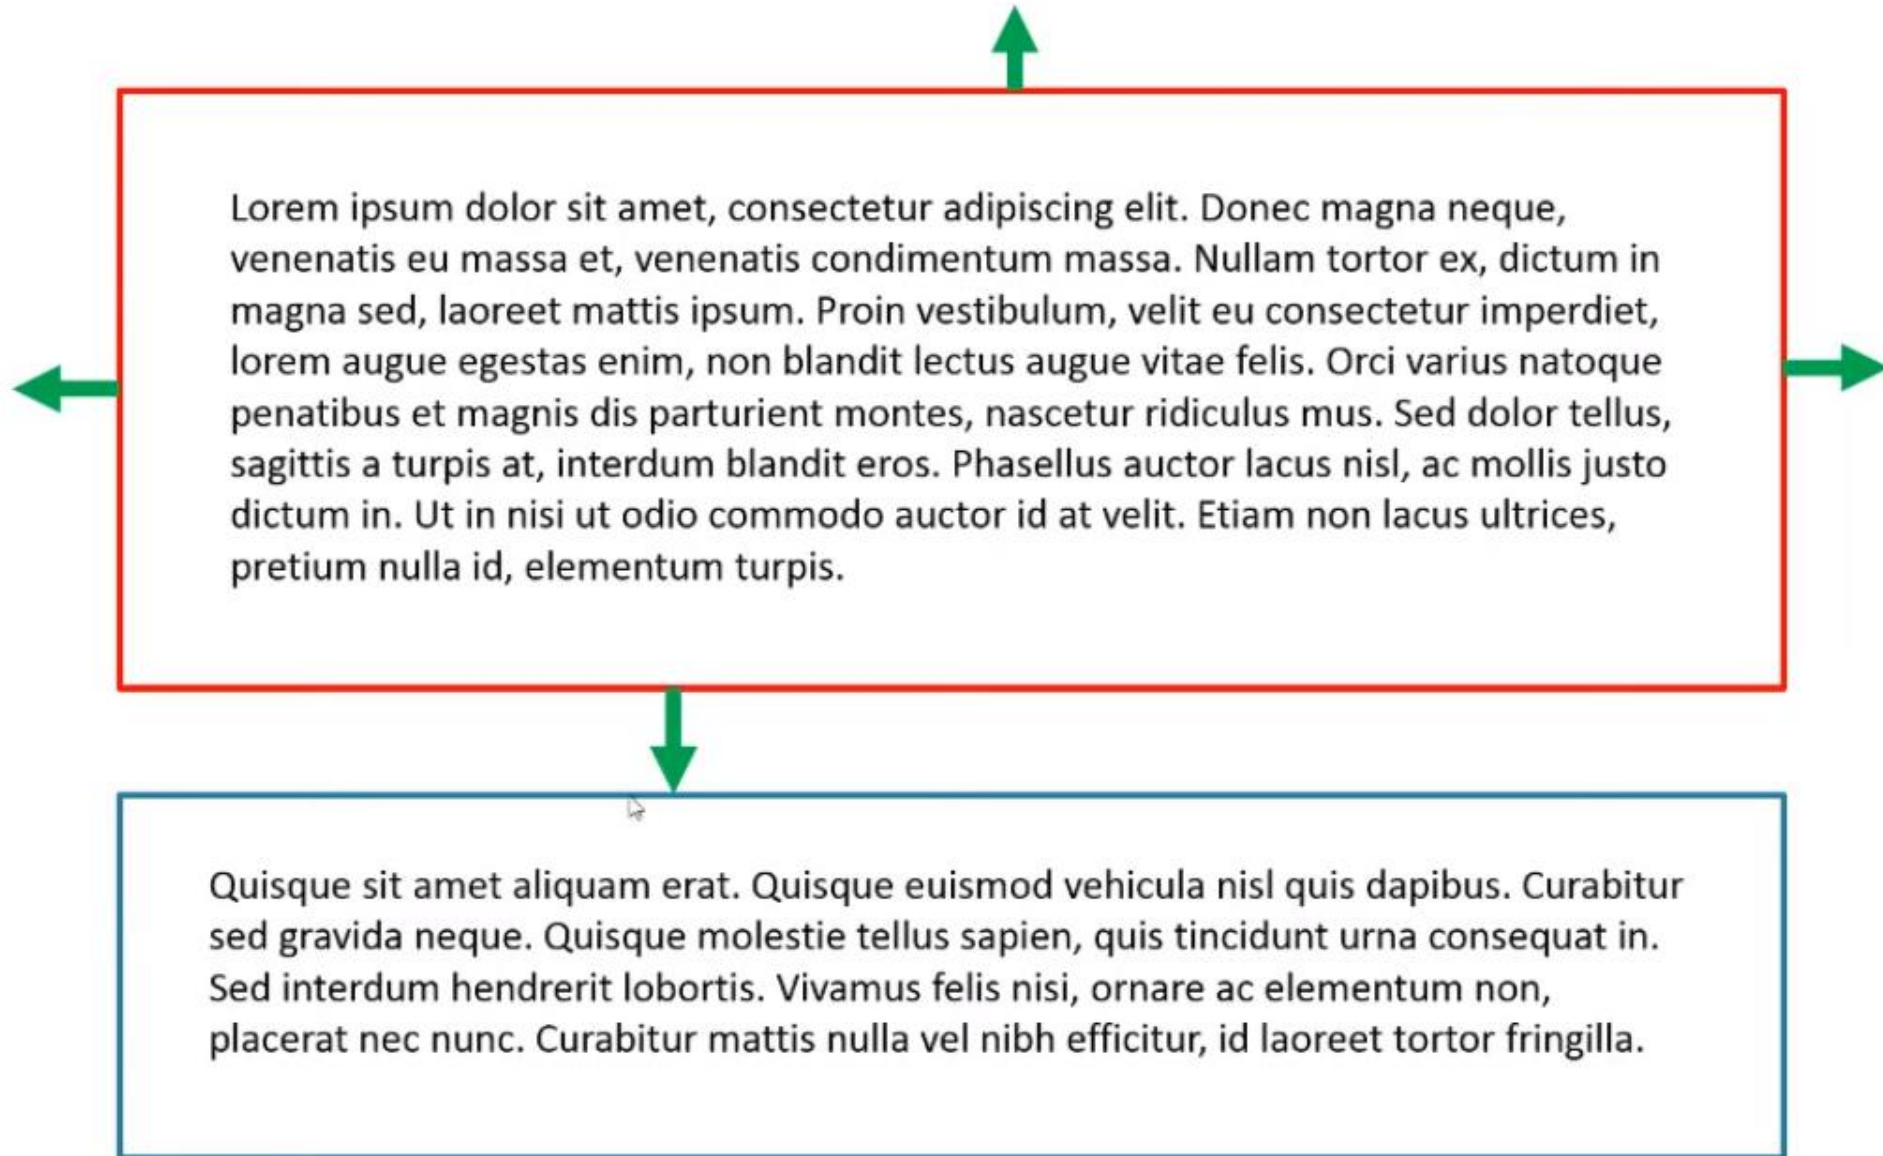 Lorem ipsum dolor sit amet, consectetur adipiscing elit. Donec magna neque,
venenatis eu massa et, venenatis condimentum massa. Nullam tortor ex, dictum in
magna sed, laoreet mattis ipsum. Proin vestibulum, velit eu consectetur imperdiet,
lorem augue egestas enim, non blandit lectus augue vitae felis. Orci varius natoque
penatibus et magnis dis parturient montes, nascetur ridiculus mus. Sed dolor tellus,
sagittis a turpis at, interdum blandit eros. Phasellus auctor lacus nisl, ac mollis justo
dictum in. Ut in nisi ut odio commodo auctor id at velit. Etiam non lacus ultrices,
pretium nulla id, elementum turpis.
Quisque sit amet aliquam erat. Quisque euismod vehicula nisl quis dapibus. Curabitur
sed gravida neque. Quisque molestie tellus sapien, quis tincidunt urna consequat in.
Sed interdum hendrerit lobortis. Vivamus felis nisi, ornare ac elementum non,
placerat nec nunc. Curabitur mattis nulla vel nibh efficitur, id laoreet tortor fringilla.